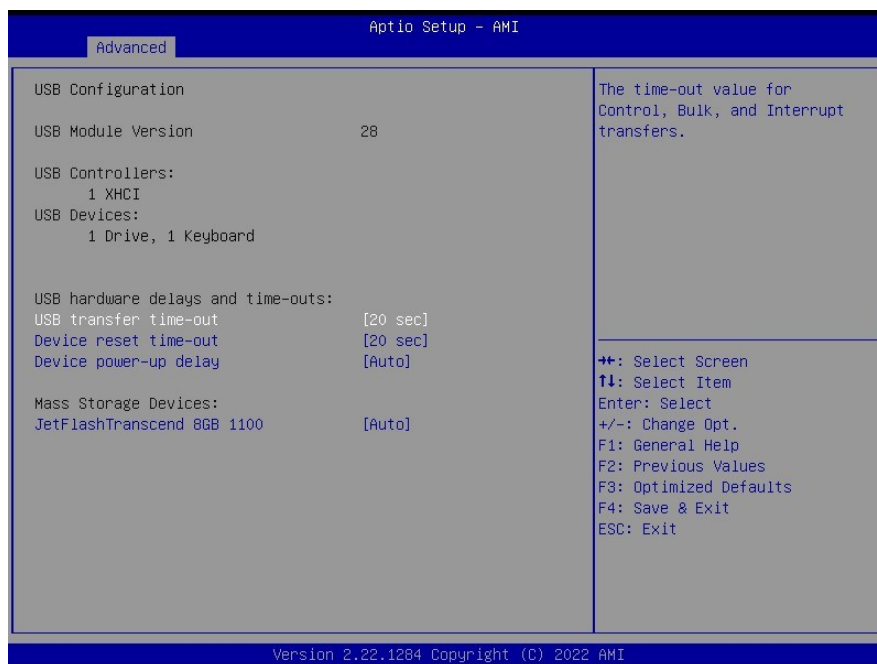 Aptio Setup - AMI
Advanced
USB Configuration
USB Module Version 28
USB Controllers:
1 XHCI
USB Devices:
1 Drive, 1 Keyboard
USB hardware delays and time-outs:
USB transfer time-out [20 sec]
Device reset time-out [20 sec]
Device power-up delay [Auto]
Mass Storage Devices:
JetFlashTranscend 8GB 1100 [Auto]
The time-out value for
Control, Bulk, and Interrupt
transfers.
→←: Select Screen
↑↓: Select Item
Enter: Select
+/-: Change Opt.
F1: General Help
F2: Previous Values
F3: Optimized Defaults
F4: Save & Exit
ESC: Exit
Version 2.22.1284 Copyright (C) 2022 AMI